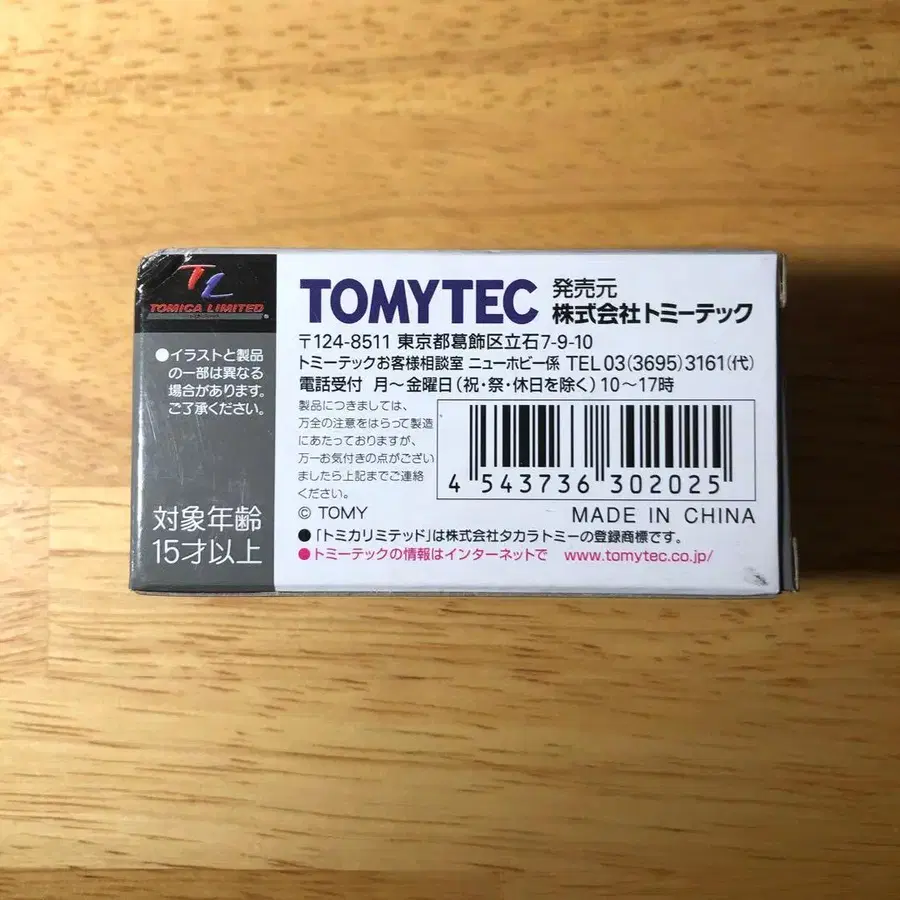 TL
TOMICA LIMITED
●イラストと製品
の一部は異なる
場合があります。
ご了承ください。
対象年齢
15才以上
TOMYTEC 発売元
株式会社トミーテック
〒124-8511 東京都葛飾区立石7-9-10
トミーテックお客様相談室 ニューホビー係 TEL 03(3695)3161(代)
電話受付 月～金曜日(祝・祭・休日を除く)10～17時
製品につきましては、
万全の注意をはらって製造
にあたっておりますが、
万一お気付きの点がござい
ましたら上記までご連絡
ください。
4 543736 302025
© TOMY MADE IN CHINA
●「トミカリミテッド」は株式会社タカラトミーの登録商標です。
●トミーテックの情報はインターネットで www.tomytec.co.jp/